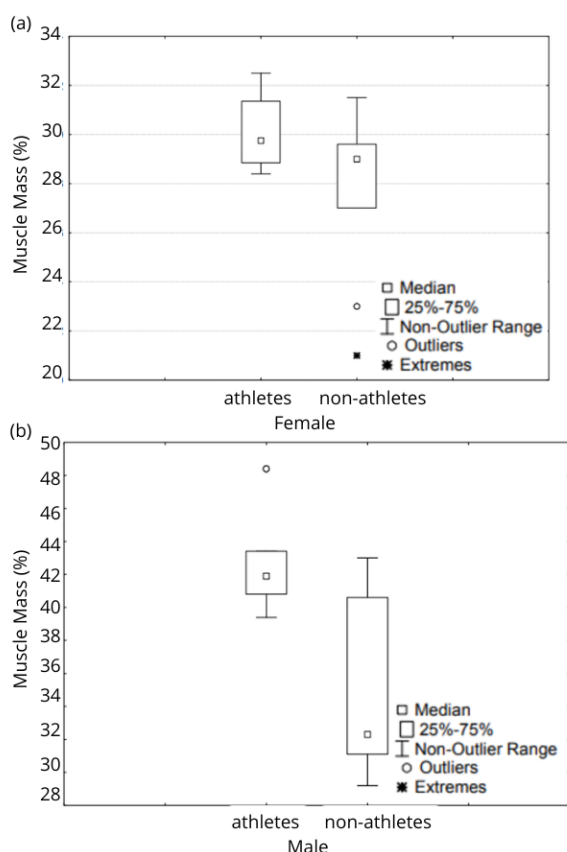 (a)
Muscle Mass (%)
34
32
30
28
26
24
22
20
Median
25%-75%
Non-Outlier Range
Outliers
Extremes
athletes non-athletes
Female
(b)
Muscle Mass (%)
50
48
46
44
42
40
38
36
34
32
30
28
Median
25%-75%
Non-Outlier Range
Outliers
Extremes
athletes non-athletes
Male